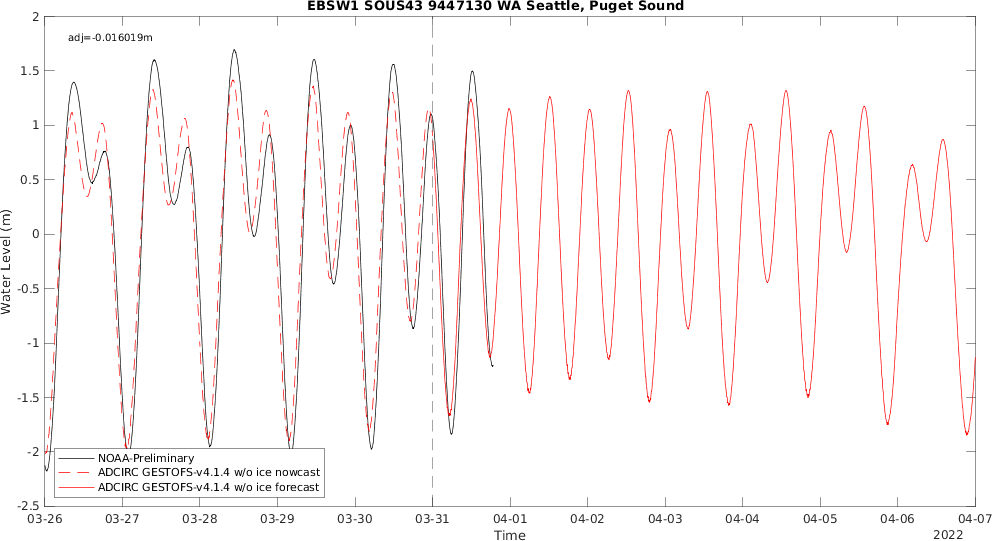 EBSW1 SOUS43 9447130 WA Seattle, Puget Sound
adj=-0.016019m
2
1.5
1
0.5
0
-0.5
-1
-1.5
-2
-2.5
Water Level (m)
NOAA-Preliminary
ADCIRC GESTOFS-v4.1.4 w/o ice nowcast
ADCIRC GESTOFS-v4.1.4 w/o ice forecast
03-26 03-27 03-28 03-29 03-30 03-31 04-01 04-02 04-03 04-04 04-05 04-06 04-07
Time
2022